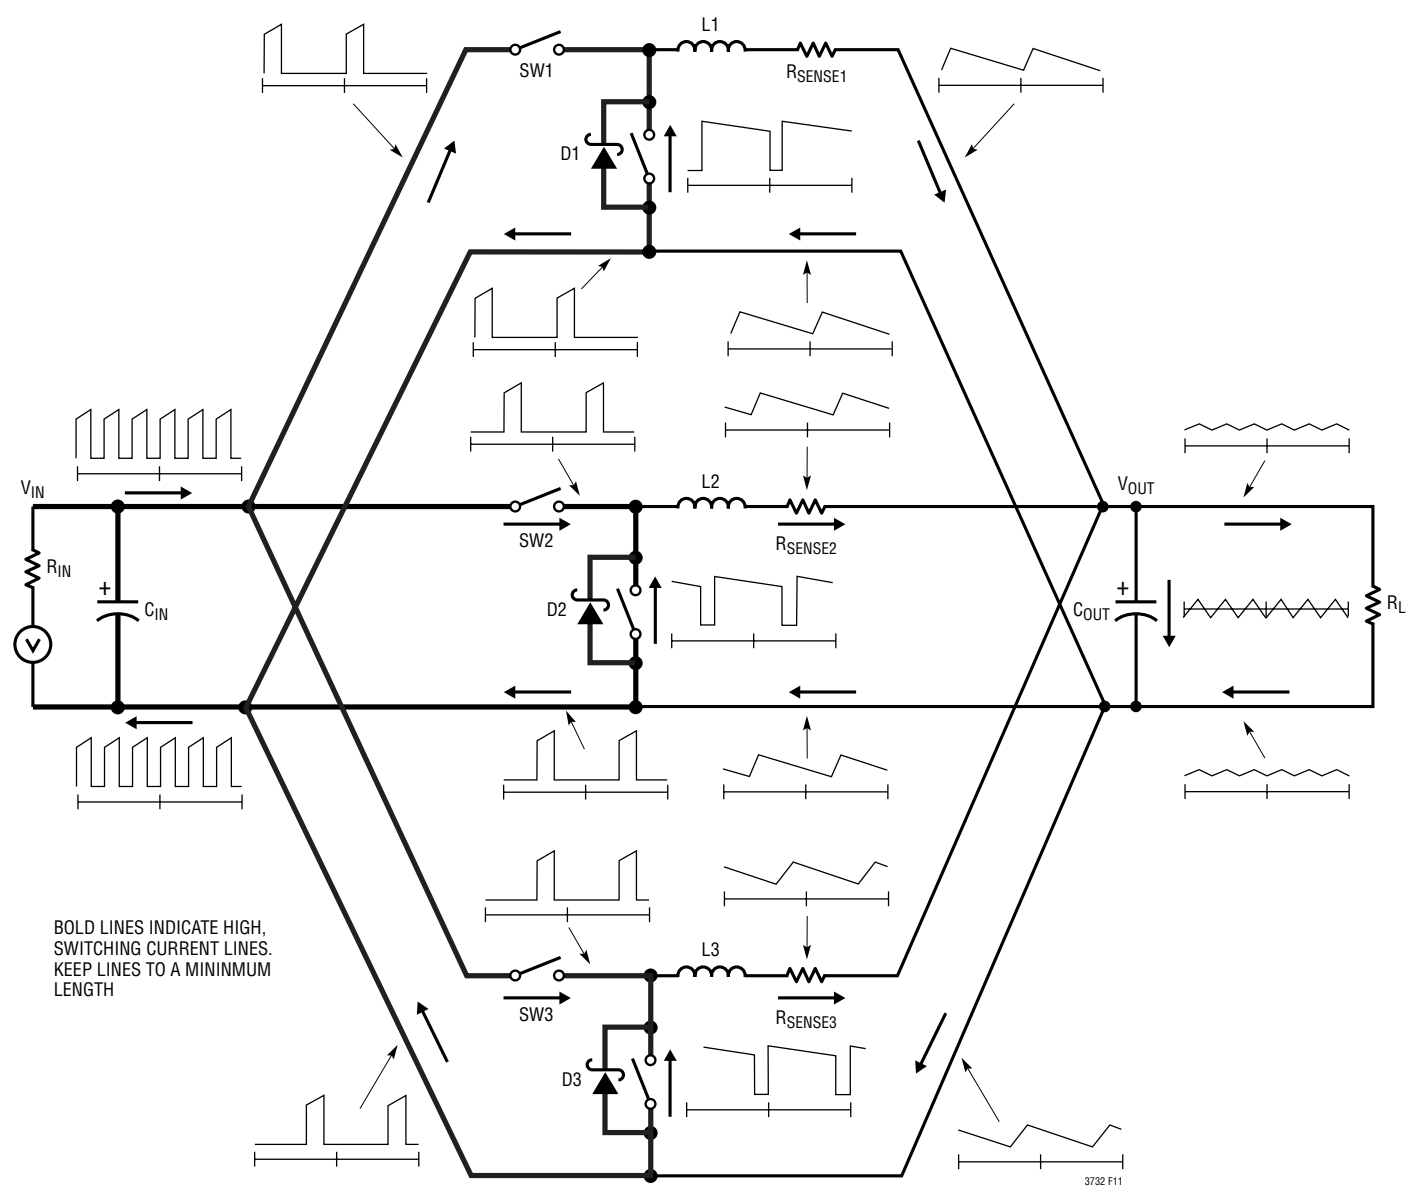 L1
SW1
RSENSE1
D1
VIN
L2
VOUT
SW2
RSENSE2
RIN
+
CIN
D2
+
COUT
RL
V
L3
BOLD LINES INDICATE HIGH,
SWITCHING CURRENT LINES.
KEEP LINES TO A MININMUM
LENGTH
SW3
RSENSE3
D3
3732 F11